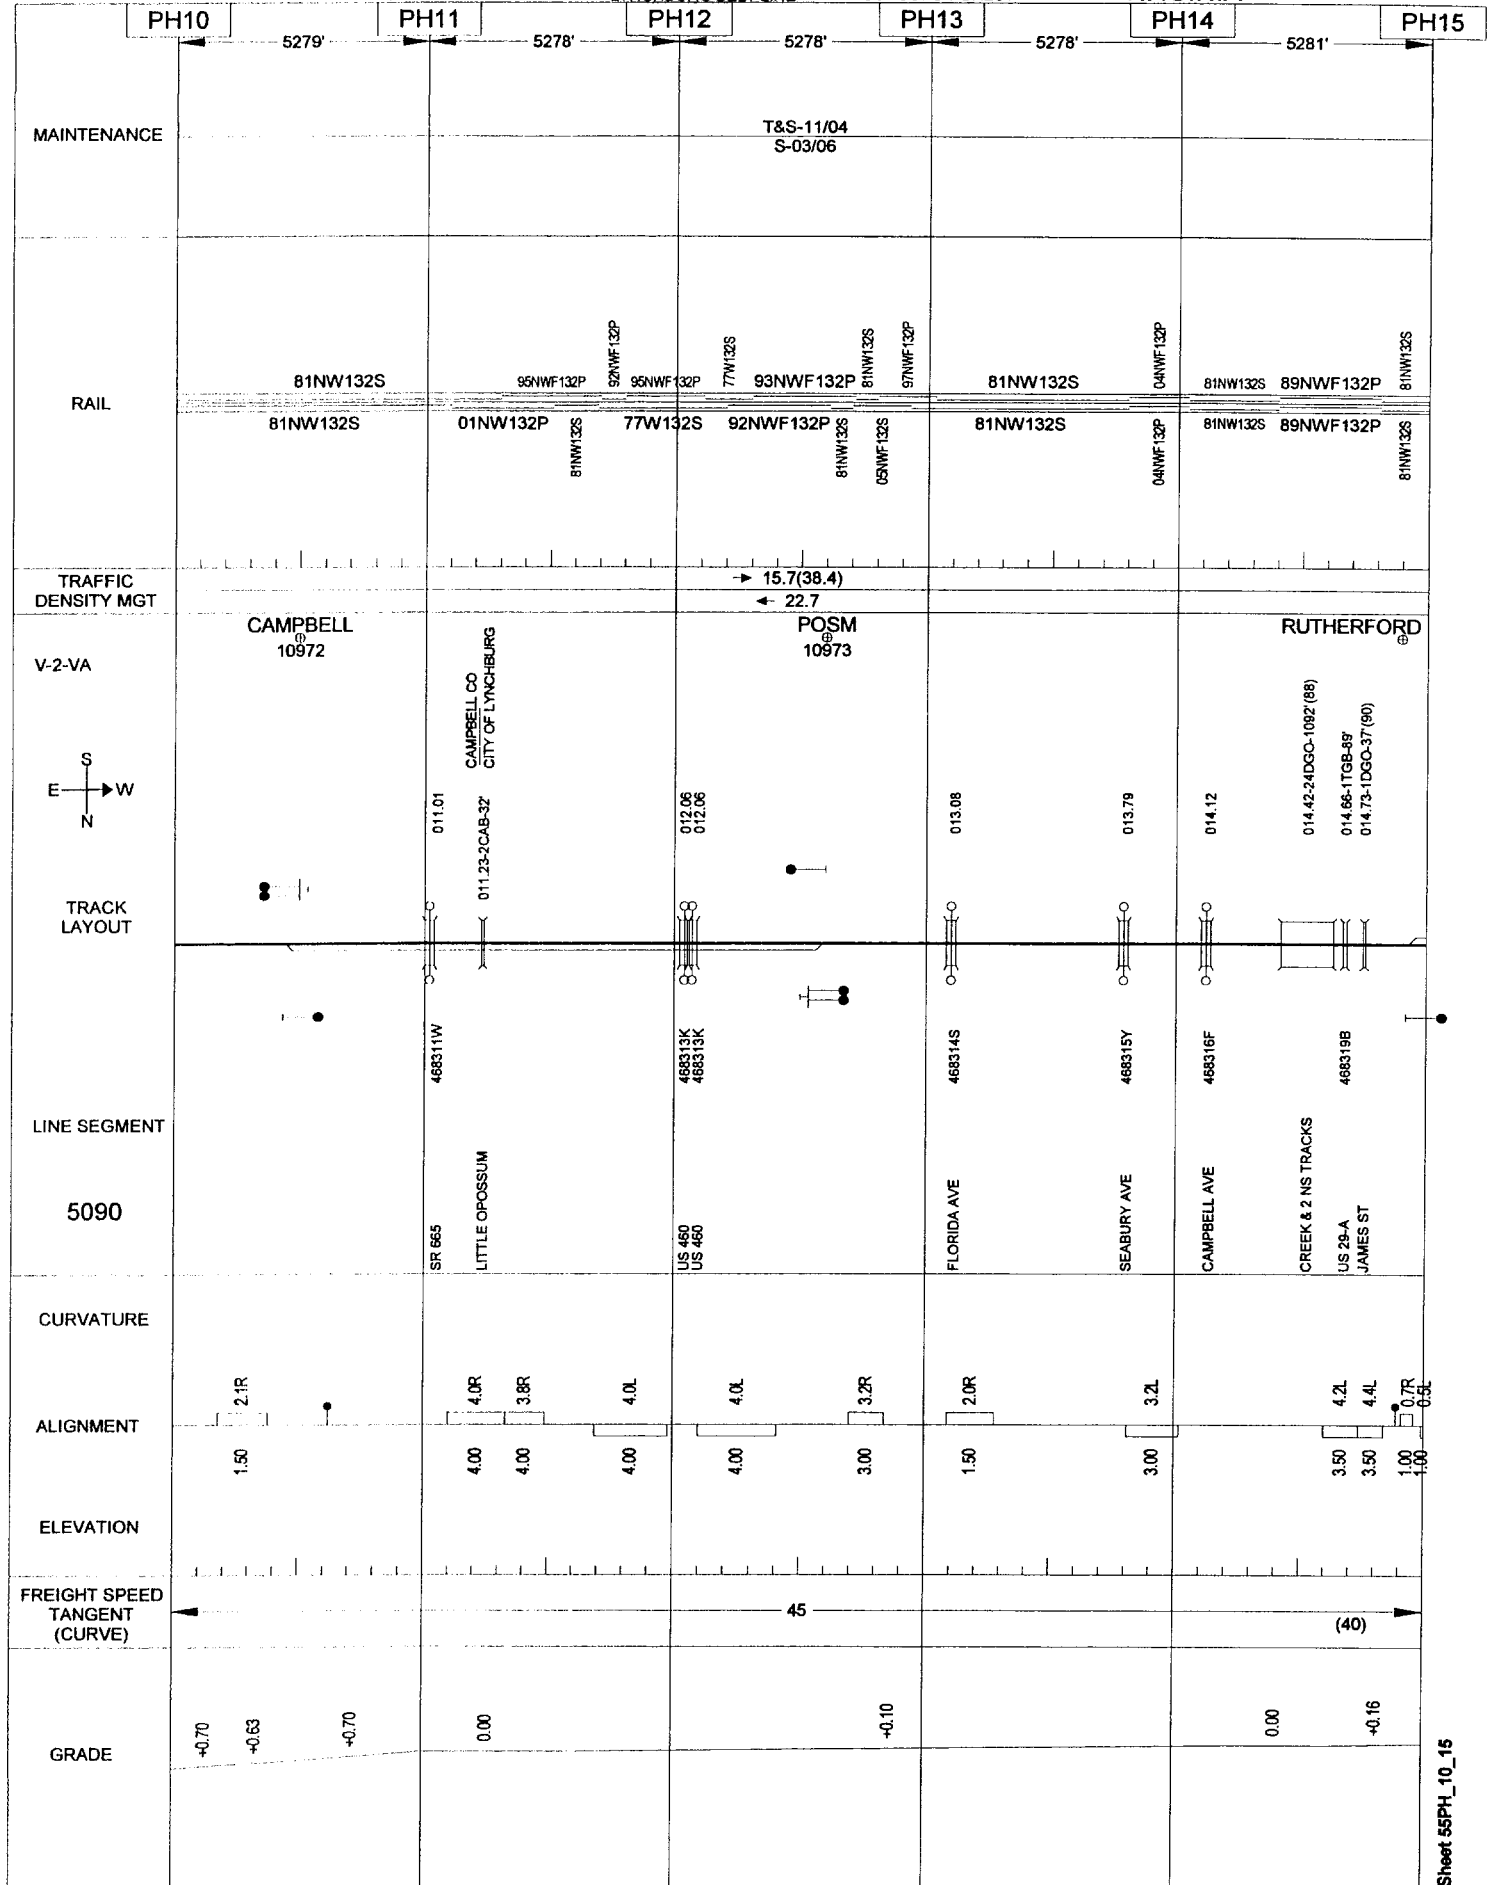 PH10 PH11 PH12 PH13 PH14 PH15
5279' 5278' 5278' 5278' 5281'
MAINTENANCE
T&S-11/04
S-03/06
RAIL
92NWF132P 77W132S 81NW132S 97NWF132P 04NWF132P 81NW132S
81NW132S 95NWF132P 95NWF132P 93NWF132P 81NW132S 81NW132S 89NWF132P
81NW132S 01NW132P 77W132S 92NWF132P 81NW132S 81NW132S 89NWF132P
81NW132S 81NW132S 05NWF132S 04NWF132P 81NW132S
TRAFFIC
DENSITY MGT
15.7(38.4)
22.7
CAMPBELL
10972
POSM
10973
RUTHERFORD
V-2-VA
CAMPBELL CO
CITY OF LYNCHBURG
S
E W
N
011.01
011.23-2CAB-32'
012.06
012.06
013.08
013.79
014.12
014.42-24DGO-1092'(88)
014.66-1TGB-89'
014.73-1DGO-37'(90)
TRACK
LAYOUT
468311W
468313K
468313K
468314S
468315Y
468316F
468319B
LINE SEGMENT
5090
SR 665
LITTLE OPOSSUM
US 460
US 460
FLORIDA AVE
SEABURY AVE
CAMPBELL AVE
CREEK & 2 NS TRACKS
US 29-A
JAMES ST
CURVATURE
2.1R 4.0R 3.8R 4.0L 4.0L 3.2R 2.0R 3.2L 4.2L 4.4L 0.7R 0.5L
ALIGNMENT
1.50 4.00 4.00 4.00 4.00 3.00 1.50 3.00 3.50 3.50 1.00 1.00
ELEVATION
FREIGHT SPEED
TANGENT
(CURVE)
45
(40)
GRADE
+0.70 +0.63 +0.70 0.00 +0.10 0.00 +0.16
Sheet 55PH_10_15